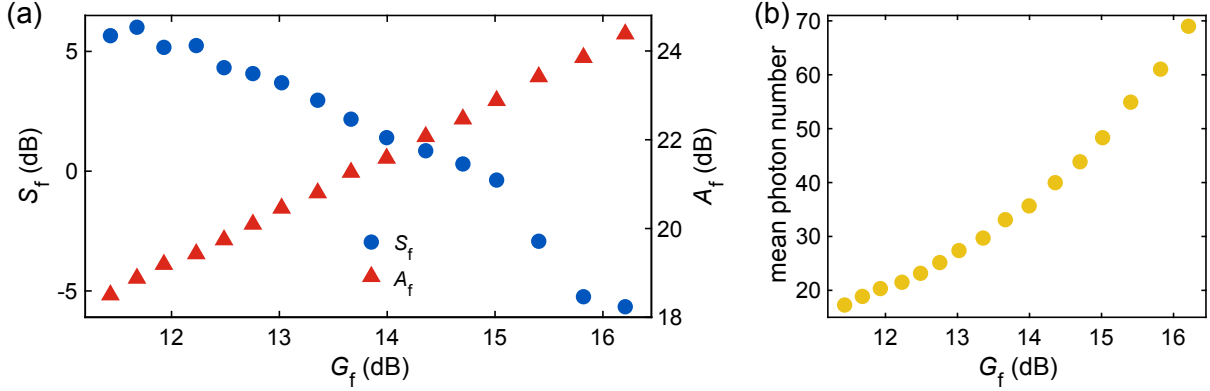 (a)
5
0
-5
S_f (dB)
24
22
20
18
A_f (dB)
S_f
A_f
12 13 14 15 16
G_f (dB)
(b)
70
60
50
40
30
20
mean photon number
12 13 14 15 16
G_f (dB)